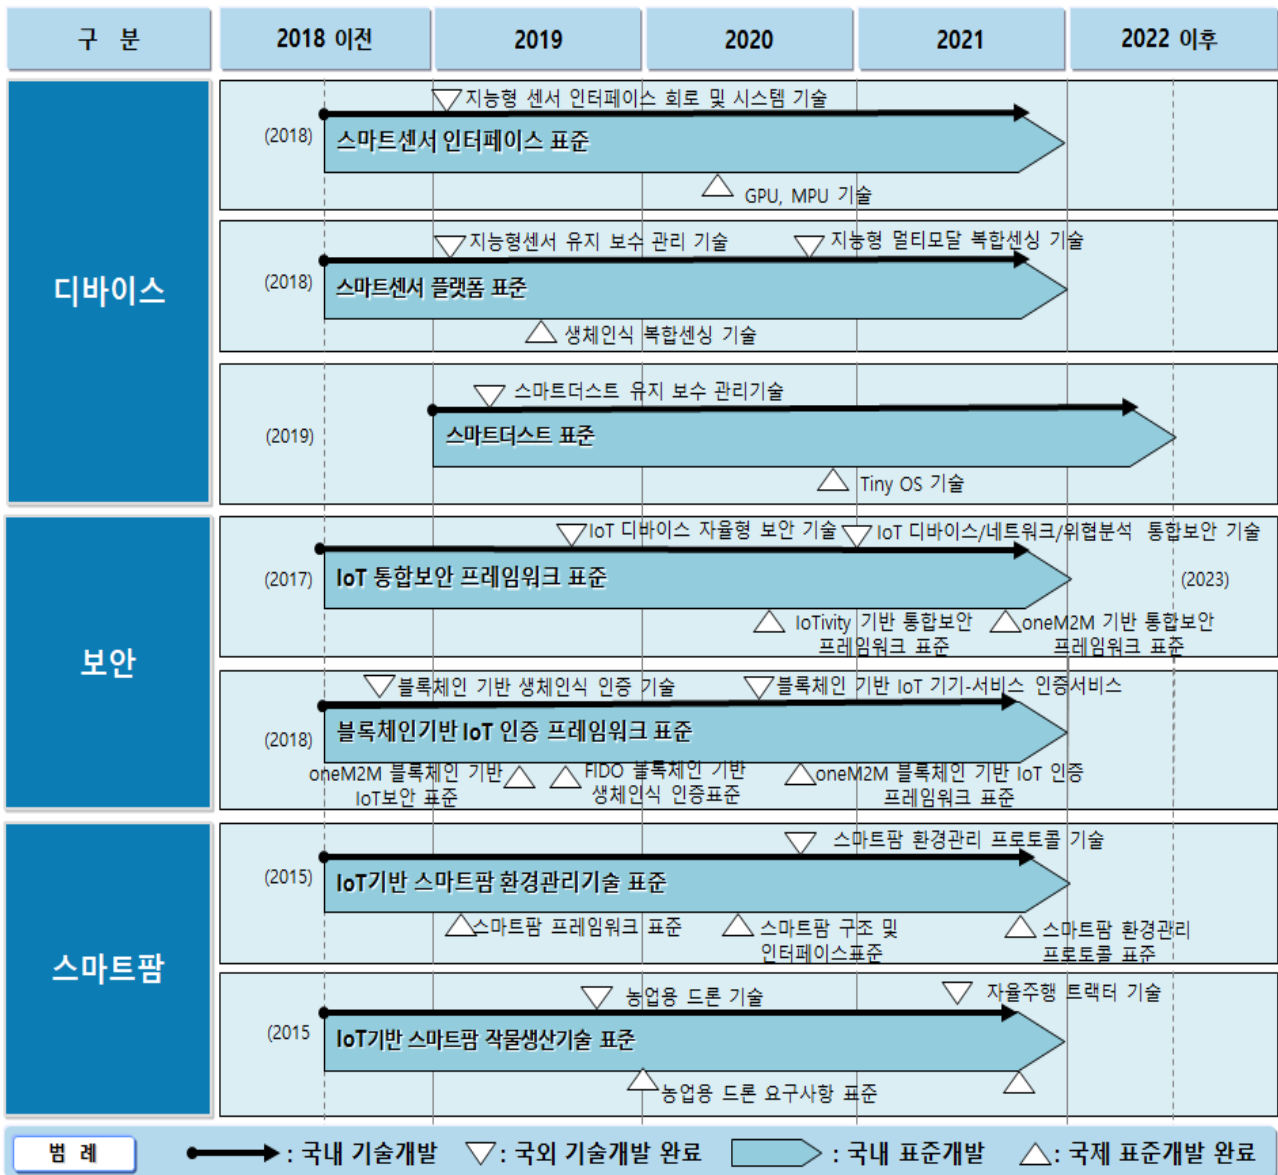 구 분
2018 이전
2019
2020
2021
2022 이후
디바이스
지능형 센서 인터페이스 회로 및 시스템 기술
(2018)
스마트센서 인터페이스 표준
GPU, MPU 기술
지능형센서 유지 보수 관리 기술
지능형 멀티모달 복합센싱 기술
(2018)
스마트센서 플랫폼 표준
생체인식 복합센싱 기술
스마트더스트 유지 보수 관리기술
(2019)
스마트더스트 표준
Tiny OS 기술
보안
IoT 디바이스 자율형 보안 기술
IoT 디바이스/네트워크/위협분석 통합보안 기술
(2017)
IoT 통합보안 프레임워크 표준
(2023)
IoTivity 기반 통합보안
프레임워크 표준
oneM2M 기반 통합보안
프레임워크 표준
블록체인 기반 생체인식 인증 기술
블록체인 기반 IoT 기기-서비스 인증서비스
(2018)
블록체인기반 IoT 인증 프레임워크 표준
oneM2M 블록체인 기반
IoT보안 표준
FIDO 블록체인 기반
생체인식 인증표준
oneM2M 블록체인 기반 IoT 인증
프레임워크 표준
스마트팜
스마트팜 환경관리 프로토콜 기술
(2015)
IoT기반 스마트팜 환경관리기술 표준
스마트팜 프레임워크 표준
스마트팜 구조 및
인터페이스표준
스마트팜 환경관리
프로토콜 표준
농업용 드론 기술
자율주행 트랙터 기술
(2015
IoT기반 스마트팜 작물생산기술 표준
농업용 드론 요구사항 표준
범 례
: 국내 기술개발
: 국외 기술개발 완료
: 국내 표준개발
: 국제 표준개발 완료